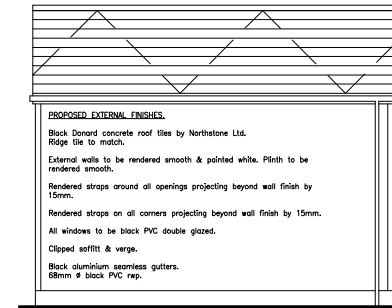 PROPOSED EXTERNAL FINISHES.
Black Donard concrete roof tiles by Northstone Ltd.
Ridge tile to match.
External walls to be rendered smooth & painted white. Plinth to be
rendered smooth.
Rendered straps around all openings projecting beyond wall finish by
15mm.
Rendered straps on all corners projecting beyond wall finish by 15mm.
All windows to be black PVC double glazed.
Clipped soffitt & verge.
Black aluminium seamless gutters.
68mm Ø black PVC rwp.